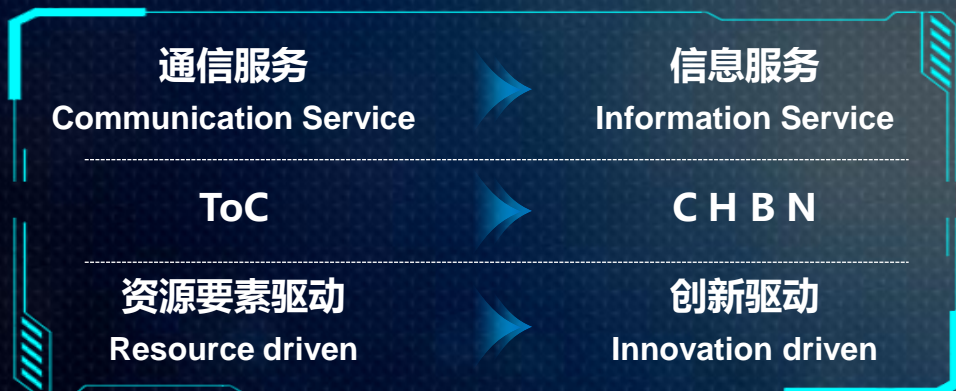 通信服务
信息服务
Communication Service
Information Service
ToC
C H B N
资源要素驱动
创新驱动
Resource driven
Innovation driven